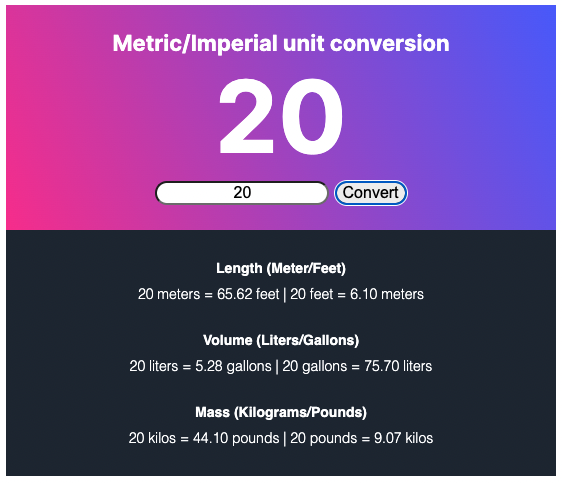 Metric/Imperial unit conversion
20
20 Convert
Length (Meter/Feet)
20 meters = 65.62 feet | 20 feet = 6.10 meters
Volume (Liters/Gallons)
20 liters = 5.28 gallons | 20 gallons = 75.70 liters
Mass (Kilograms/Pounds)
20 kilos = 44.10 pounds | 20 pounds = 9.07 kilos